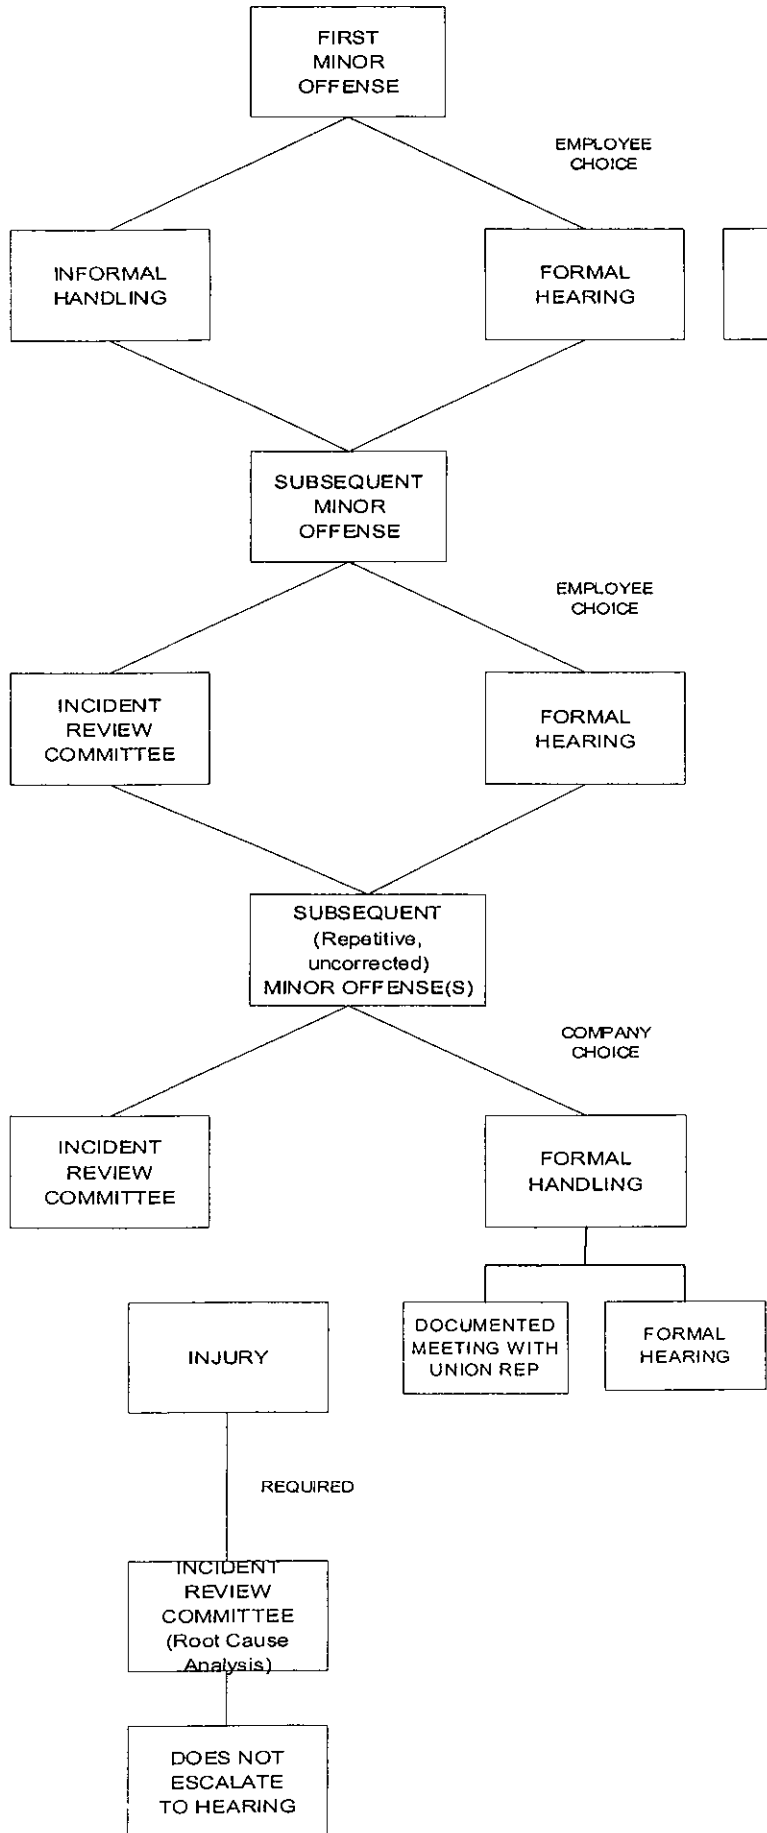 FIRST
MINOR
OFFENSE
EMPLOYEE
CHOICE
INFORMAL
HANDLING
FORMAL
HEARING
SUBSEQUENT
MINOR
OFFENSE
EMPLOYEE
CHOICE
INCIDENT
REVIEW
COMMITTEE
FORMAL
HEARING
SUBSEQUENT
(Repetitive,
uncorrected)
MINOR OFFENSE(S)
COMPANY
CHOICE
INCIDENT
REVIEW
COMMITTEE
FORMAL
HANDLING
DOCUMENTED
MEETING WITH
UNION REP
FORMAL
HEARING
INJURY
REQUIRED
INCIDENT
REVIEW
COMMITTEE
(Root Cause
Analysis)
DOES NOT
ESCALATE
TO HEARING